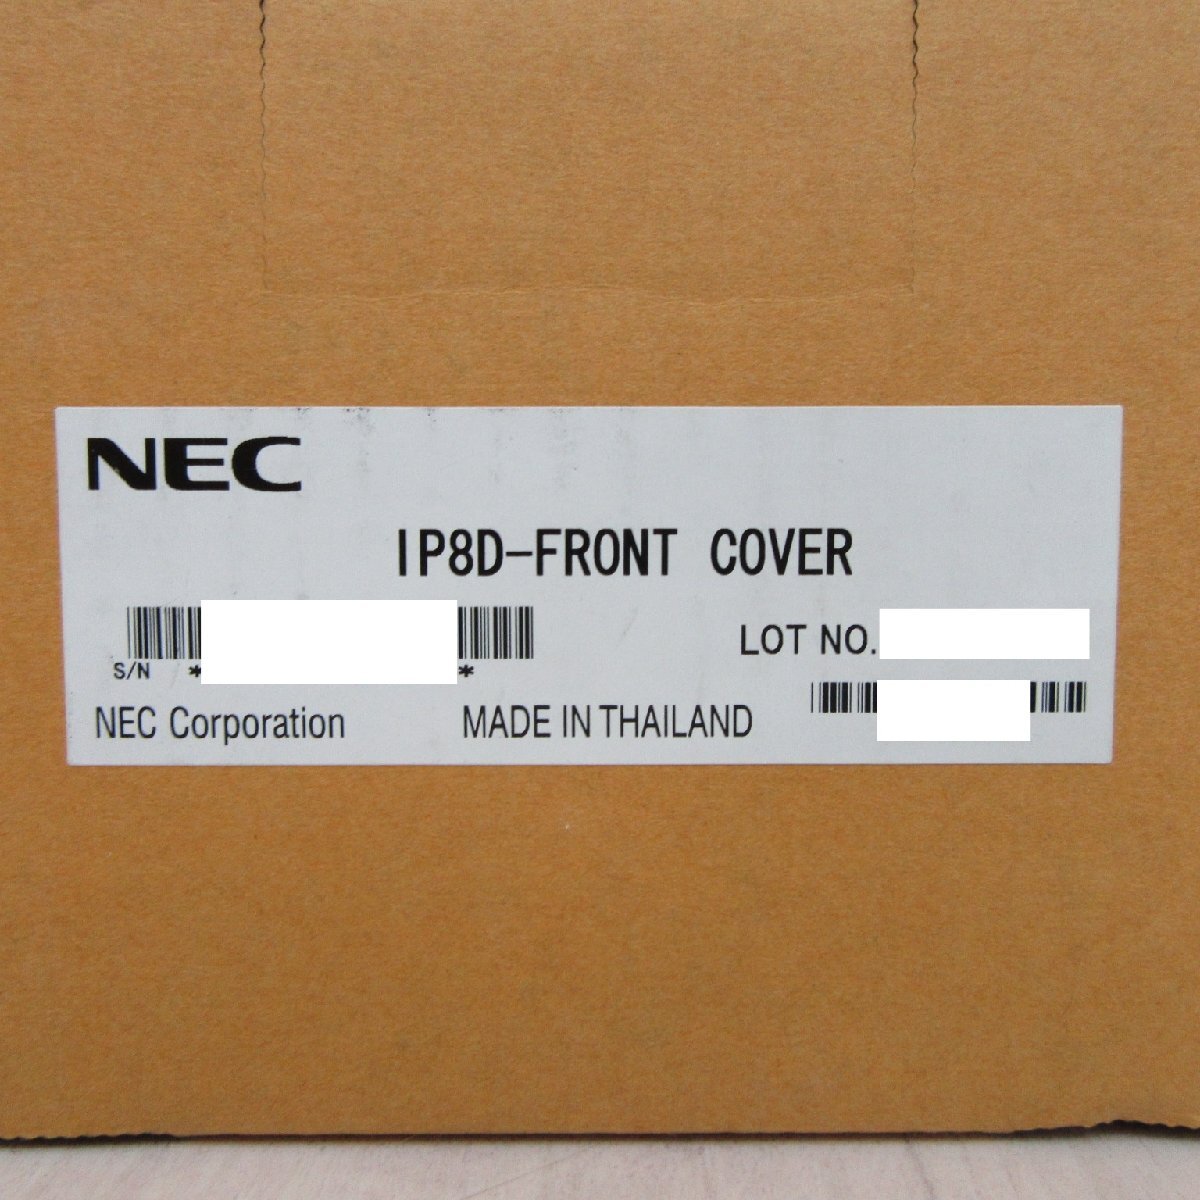 NEC
IP8D-FRONT COVER
LOT NO.
S/N * *
NEC Corporation
MADE IN THAILAND